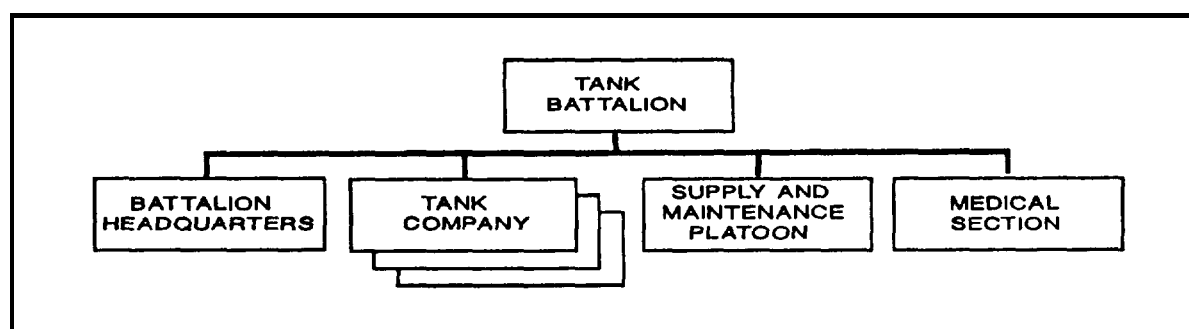 TANK
BATTALION
BATTALION
HEADQUARTERS
TANK
COMPANY
SUPPLY AND
MAINTENANCE
PLATOON
MEDICAL
SECTION